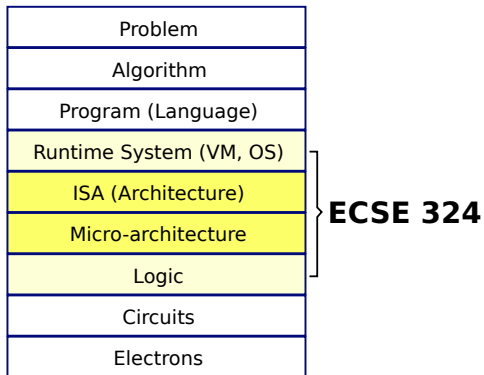 Problem
Algorithm
Program (Language)
Runtime System (VM, OS)
ISA (Architecture)
Micro-architecture
Logic
Circuits
Electrons
ECSE 324